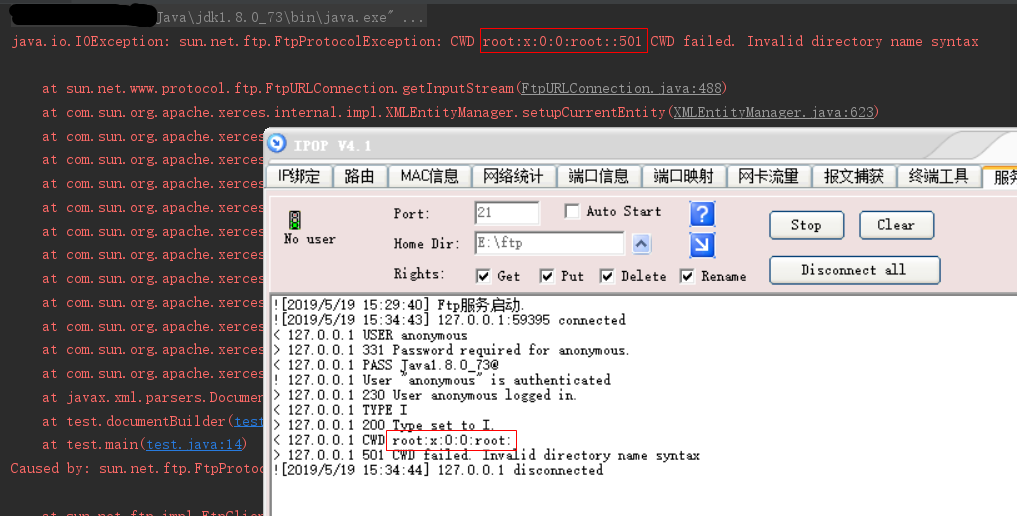 Java\jdk1.8.0_73\bin\java.exe" ...
java.io.IOException: sun.net.ftp.FtpProtocolException: CWD root:x:0:0:root::501 CWD failed. Invalid directory name syntax
at sun.net.www.protocol.ftp.FtpURLConnection.getInputStream(FtpURLConnection.java:488)
at com.sun.org.apache.xerces.internal.impl.XMLEntityManager.setupCurrentEntity(XMLEntityManager.java:623)
at com.sun.org.apache.xerces
at com.sun.org.apache.xerces
at com.sun.org.apache.xerces
at com.sun.org.apache.xerces
at com.sun.org.apache.xerces
at com.sun.org.apache.xerces
at com.sun.org.apache.xerces
at com.sun.org.apache.xerces
at com.sun.org.apache.xerces
at com.sun.org.apache.xerces
at com.sun.org.apache.xerces
at javax.xml.parsers.Documen
at test.documentBuilder(test
at test.main(test.java:14)
Caused by: sun.net.ftp.FtpProtoc
at sun.net.ftp.impl.FtpClien
IPOP V4.1
IP绑定 路由 MAC信息 网络统计 端口信息 端口映射 网卡流量 报文捕获 终端工具 服务
Port: 21 Auto Start ? Stop Clear
No user
Home Dir: E:\ftp
Rights: Get Put Delete Rename Disconnect all
![2019/5/19 15:29:40] Ftp服务启动.
![2019/5/19 15:34:43] 127.0.0.1:59395 connected
< 127.0.0.1 USER anonymous
> 127.0.0.1 331 Password required for anonymous.
< 127.0.0.1 PASS Java1.8.0_73@
! 127.0.0.1 User "anonymous" is authenticated
> 127.0.0.1 230 User anonymous logged in.
< 127.0.0.1 TYPE I
> 127.0.0.1 200 Type set to I.
< 127.0.0.1 CWD root:x:0:0:root:
> 127.0.0.1 501 CWD failed. Invalid directory name syntax
![2019/5/19 15:34:44] 127.0.0.1 disconnected